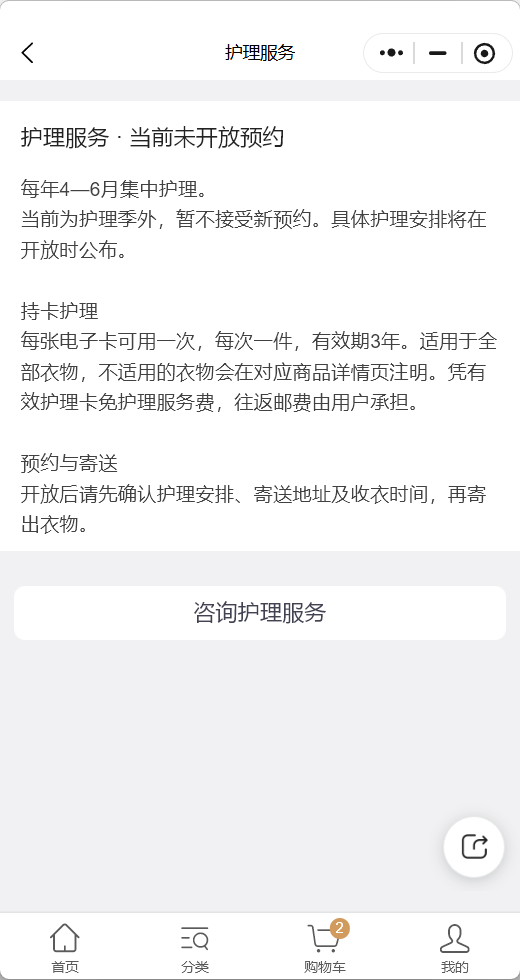 护理服务
护理服务 · 当前未开放预约
每年4—6月集中护理。
当前为护理季外，暂不接受新预约。具体护理安排将在
开放时公布。
持卡护理
每张电子卡可用一次，每次一件，有效期3年。适用于全
部衣物，不适用的衣物会在对应商品详情页注明。凭有
效护理卡免护理服务费，往返邮费由用户承担。
预约与寄送
开放后请先确认护理安排、寄送地址及收衣时间，再寄
出衣物。
咨询护理服务
2
首页
分类
购物车
我的